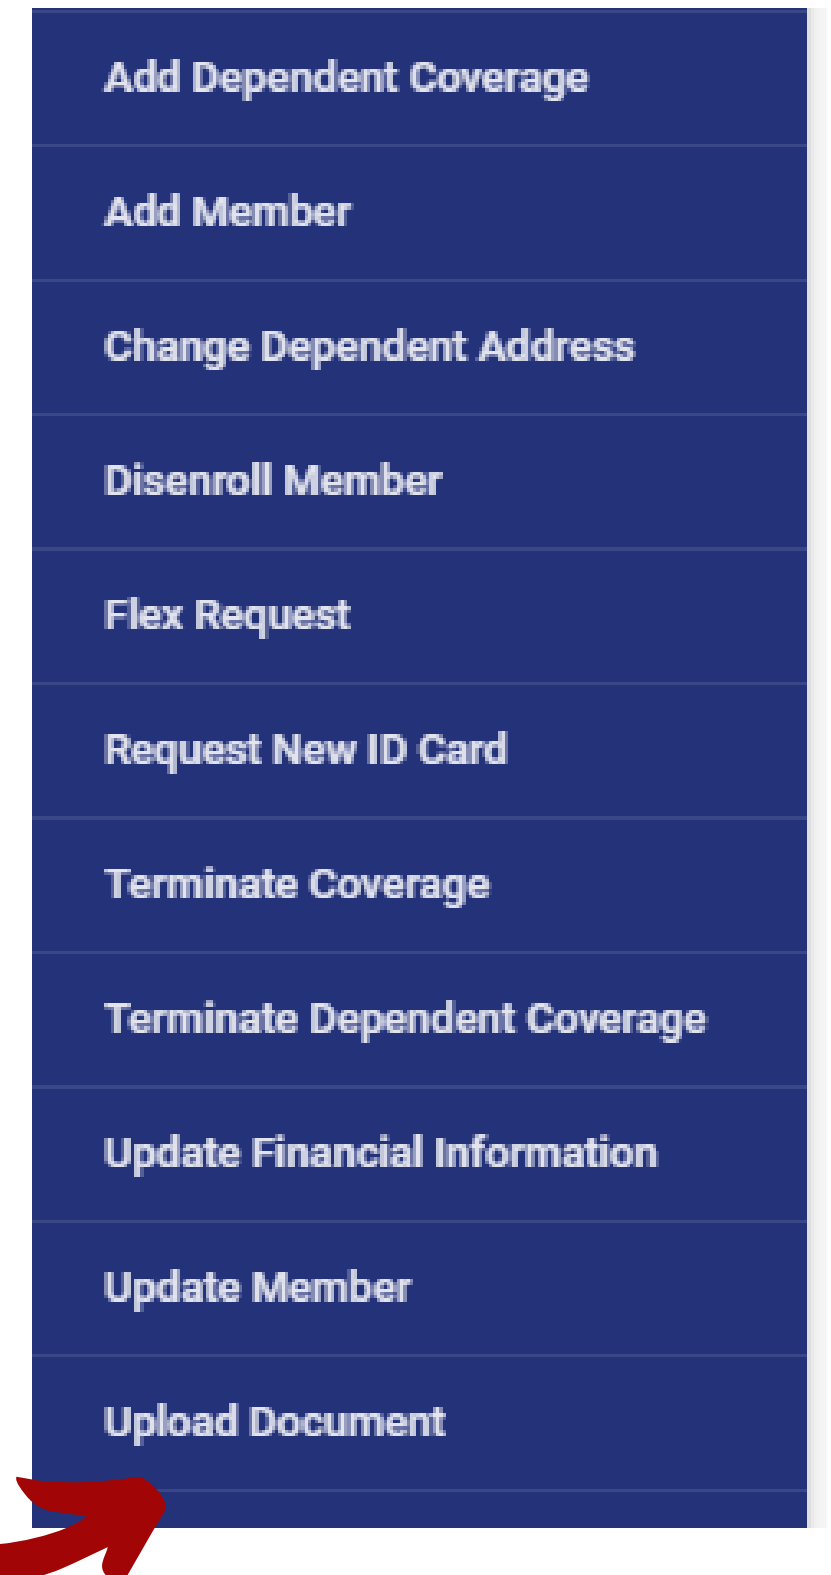 Add Dependent Coverage
Add Member
Change Dependent Address
Disenroll Member
Flex Request
Request New ID Card
Terminate Coverage
Terminate Dependent Coverage
Update Financial Information
Update Member
Upload Document